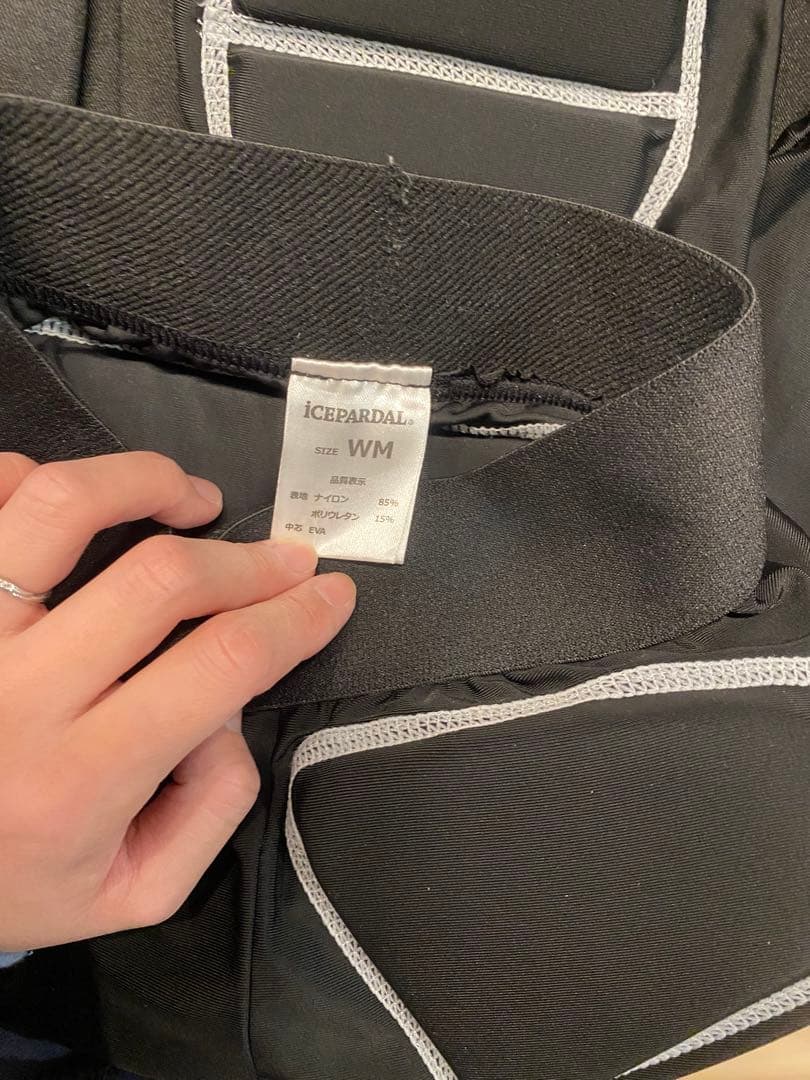 iCEPARDAL®
SIZE WM
品質表示
表地 ナイロン 85%
ポリウレタン 15%
中芯 EVA